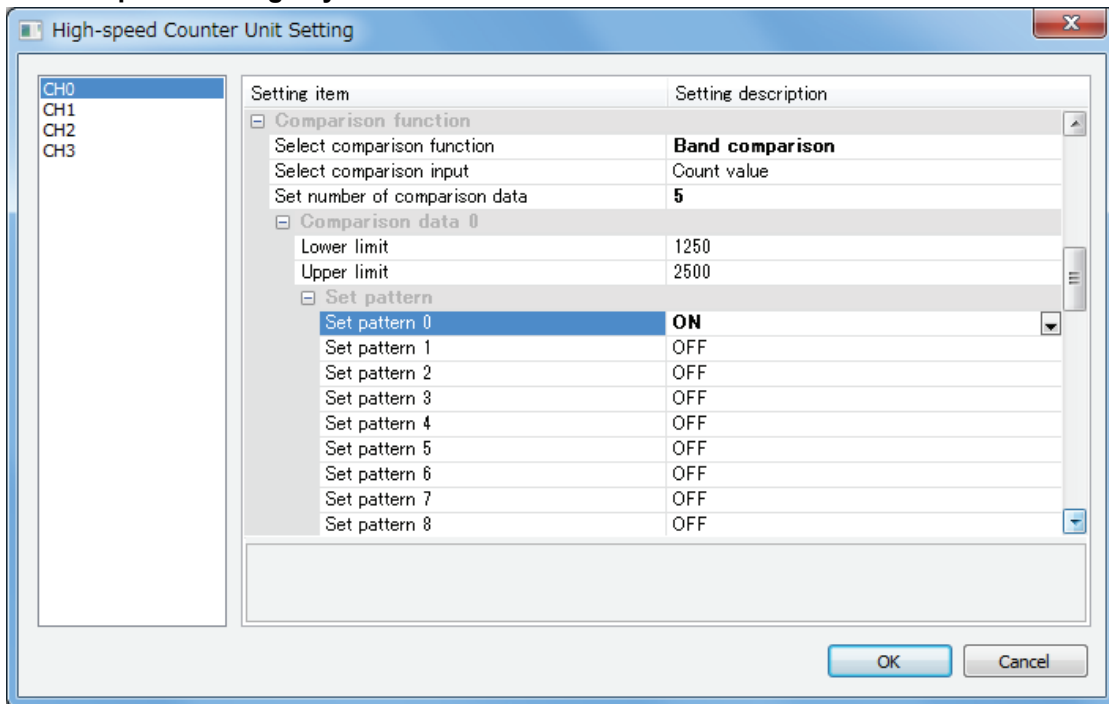 High-speed Counter Unit Setting
CH0
CH1
CH2
CH3
Setting item Setting description
Comparison function
Select comparison function Band comparison
Select comparison input Count value
Set number of comparison data 5
Comparison data 0
Lower limit 1250
Upper limit 2500
Set pattern
Set pattern 0 ON
Set pattern 1 OFF
Set pattern 2 OFF
Set pattern 3 OFF
Set pattern 4 OFF
Set pattern 5 OFF
Set pattern 6 OFF
Set pattern 7 OFF
Set pattern 8 OFF
OK Cancel